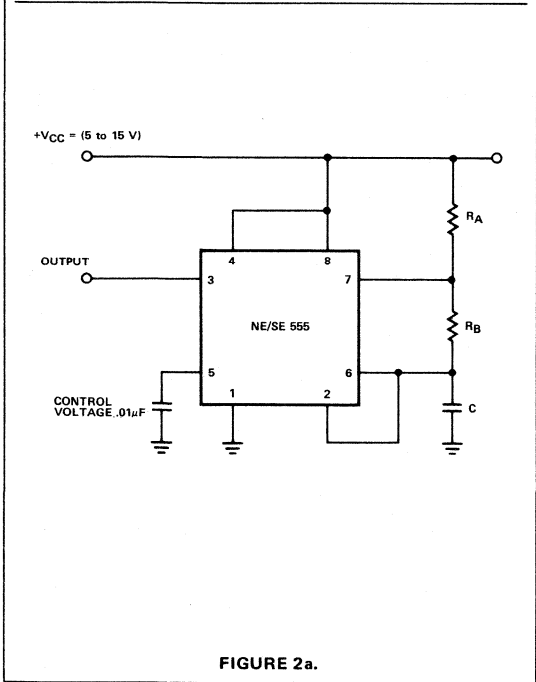 +VCC = (5 to 15 V)
RA
4
8
OUTPUT
3
7
NE/SE 555
RB
5
6
CONTROL
VOLTAGE .01µF
1
2
C
FIGURE 2a.